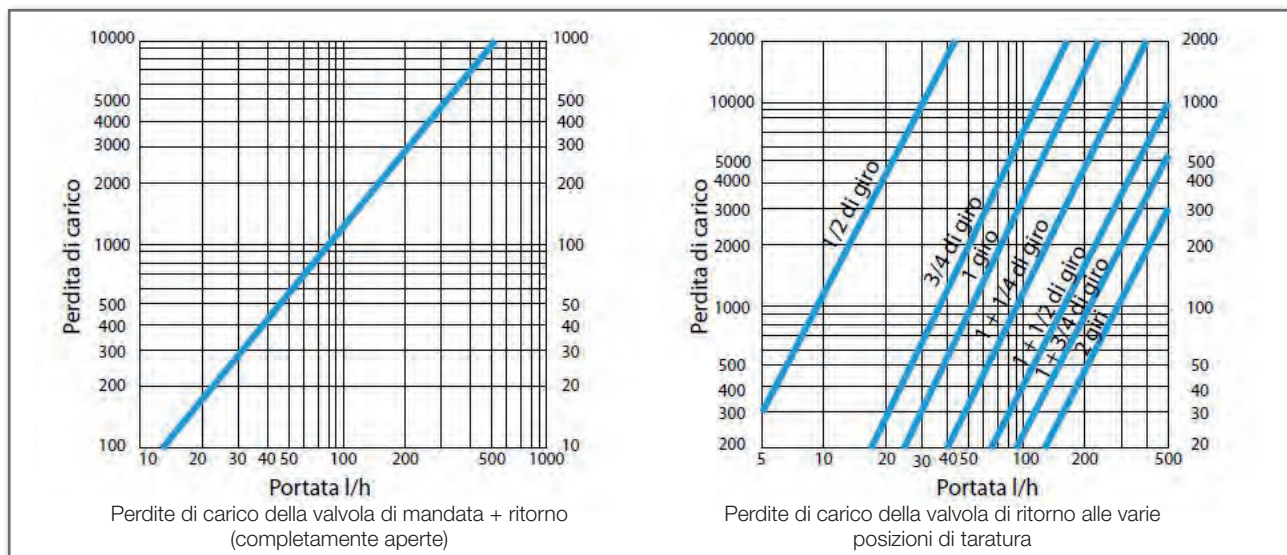 10000
5000
4000
3000
2000
1000
500
400
300
200
100
Perdita di carico
1000
500
400
300
200
100
50
40
30
20
10
10 20 30 40 50 100 200 500 1000
Portata l/h
Perdite di carico della valvola di mandata + ritorno
(completamente aperte)
20000
10000
5000
4000
3000
2000
1000
500
400
300
200
Perdita di carico
1/2 di giro
3/4 di giro
1 giro
1 + 1/4 di giro
1 + 1/2 di giro
1 + 3/4 di giro
2 giri
2000
1000
500
400
300
200
100
50
40
30
20
5 10 20 30 40 50 100 200 500
Portata l/h
Perdite di carico della valvola di ritorno alle varie
posizioni di taratura